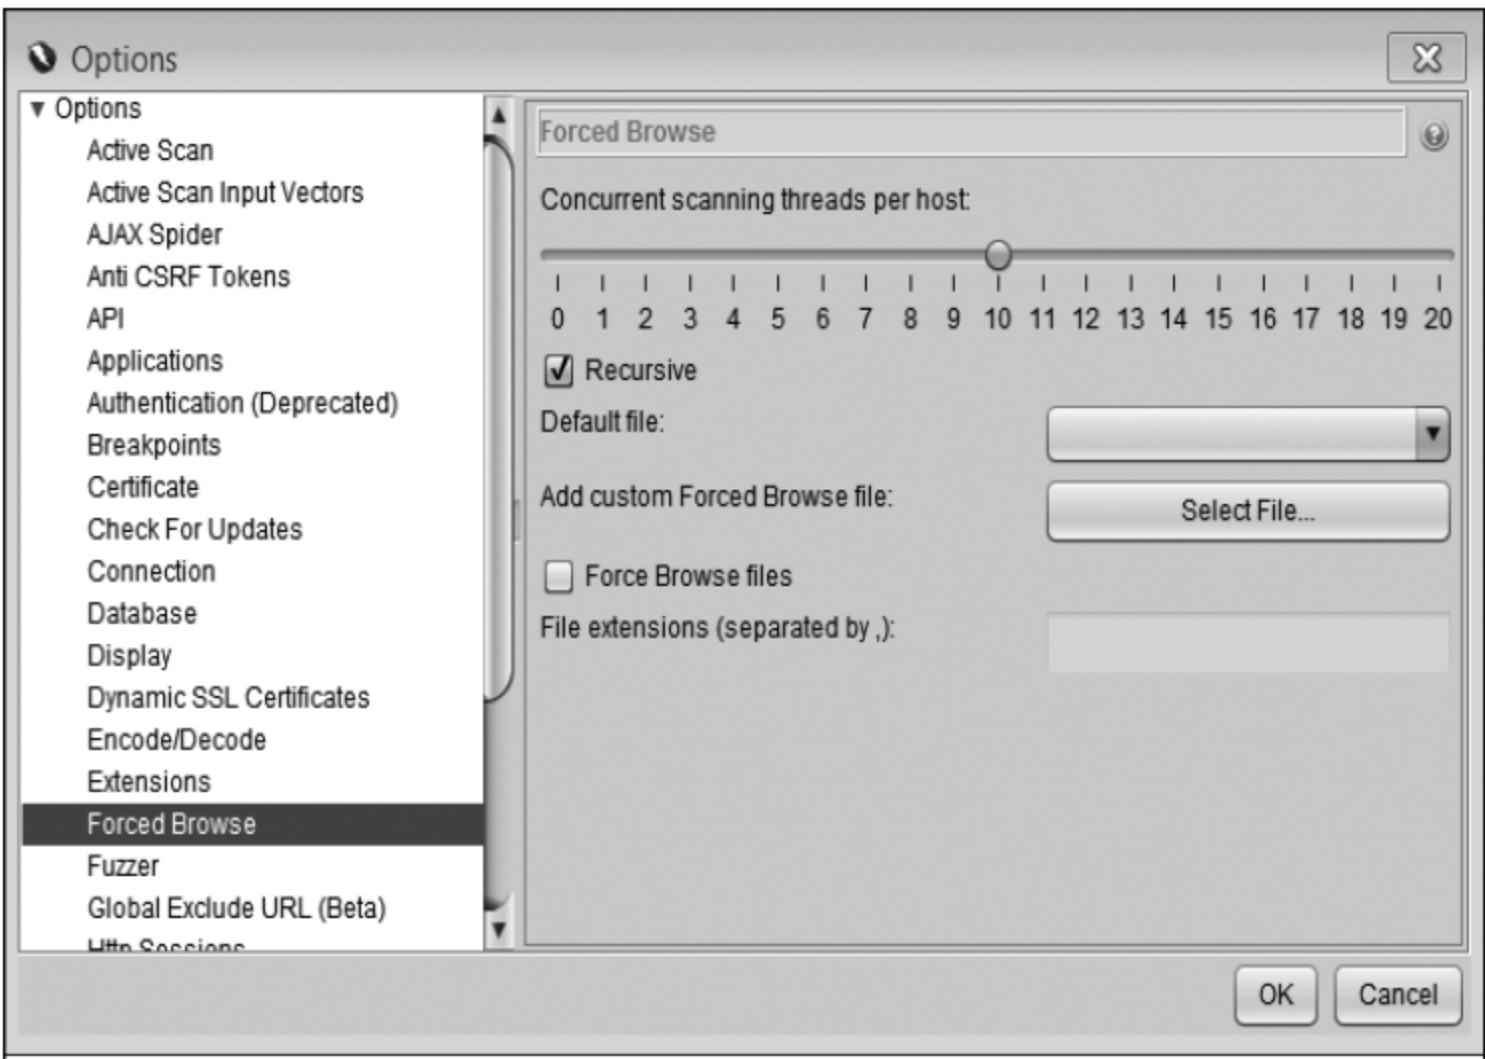 Options
Options
Active Scan
Active Scan Input Vectors
AJAX Spider
Anti CSRF Tokens
API
Applications
Authentication (Deprecated)
Breakpoints
Certificate
Check For Updates
Connection
Database
Display
Dynamic SSL Certificates
Encode/Decode
Extensions
Forced Browse
Fuzzer
Global Exclude URL (Beta)
Http Sessions
Forced Browse
Concurrent scanning threads per host:
0 1 2 3 4 5 6 7 8 9 10 11 12 13 14 15 16 17 18 19 20
Recursive
Default file:
Add custom Forced Browse file:
Select File...
Force Browse files
File extensions (separated by ,):
OK
Cancel